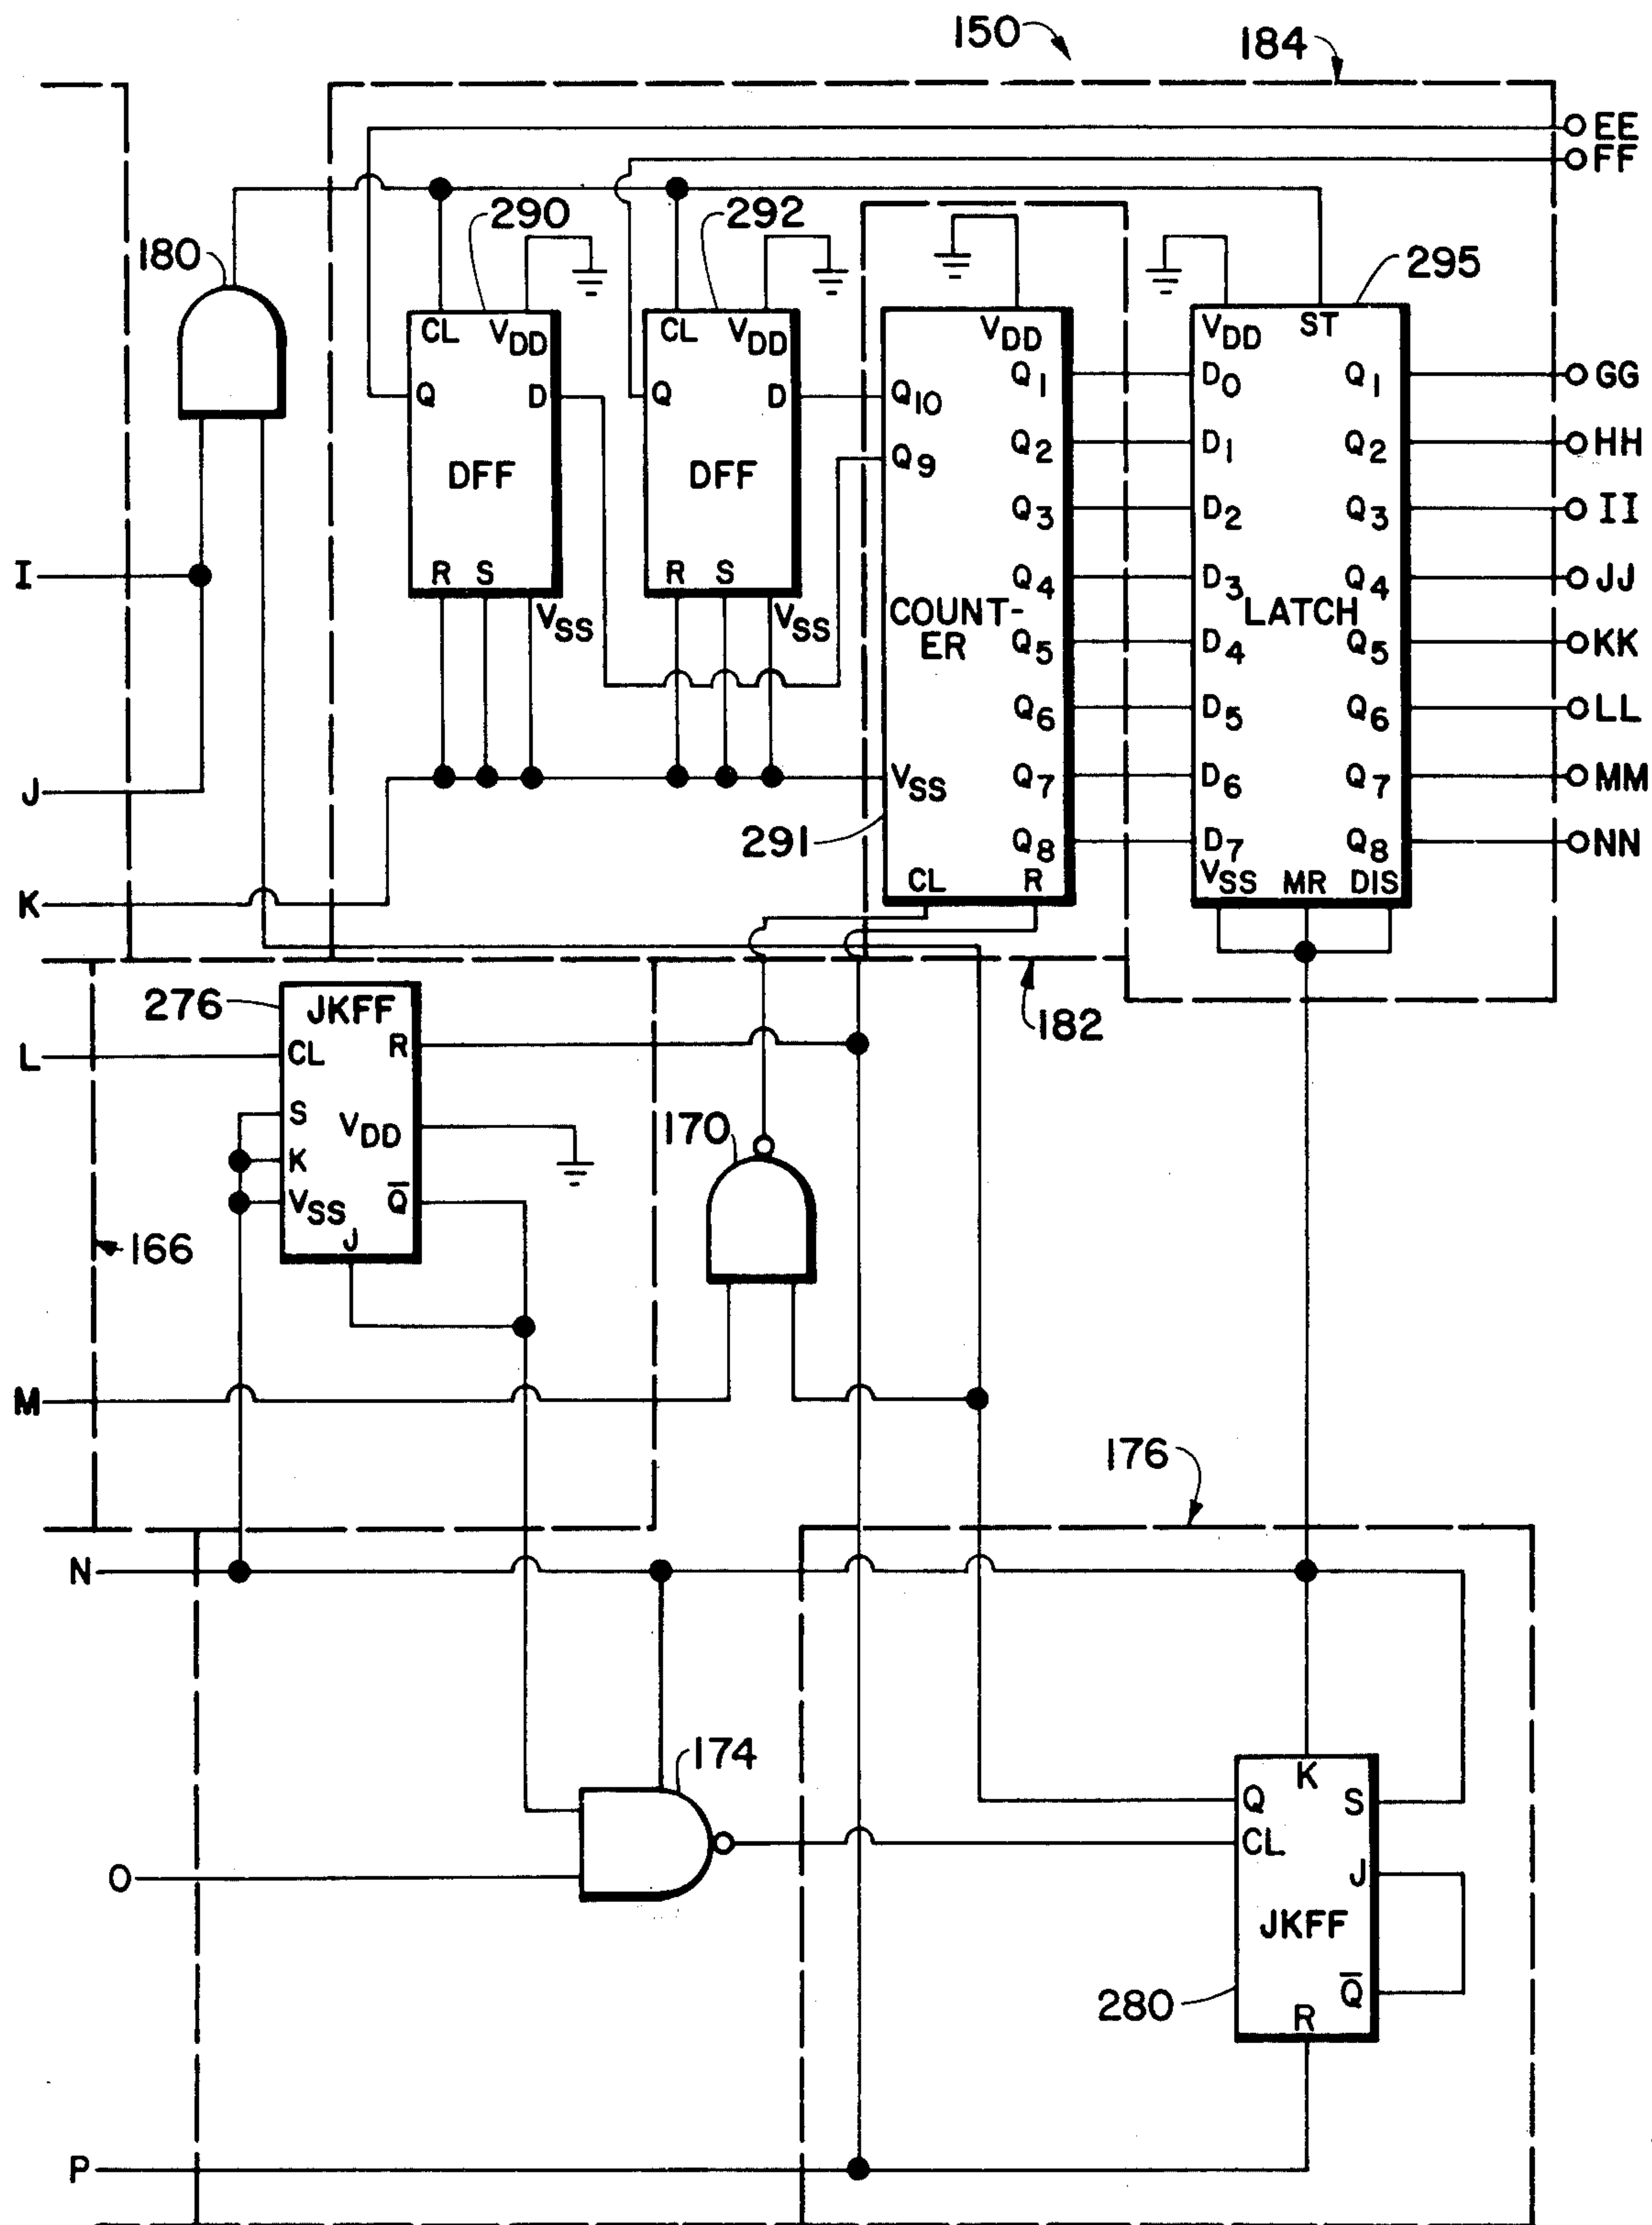 150
184
EE
FF
180
290
292
295
CL VDD
Q D
DFF
R S
VSS
CL VDD
Q D
DFF
R S
VSS
VDD
Q10
Q9
Q1
Q2
Q3
Q4
COUNT-
ER
Q5
Q6
VSS
Q7
Q8
CL R
291
VDD ST
D0 Q1
D1 Q2
D2 Q3
D3 Q4
LATCH
D4 Q5
D5 Q6
D6 Q7
D7 Q8
VSS MR DIS
GG
HH
II
JJ
KK
LL
MM
NN
I
J
K
182
276
JKFF
L
CL R
S
VDD
K
VSS Q̅
J
166
170
M
176
N
174
O
K
Q S
CL
J
JKFF
Q̅
R
280
P